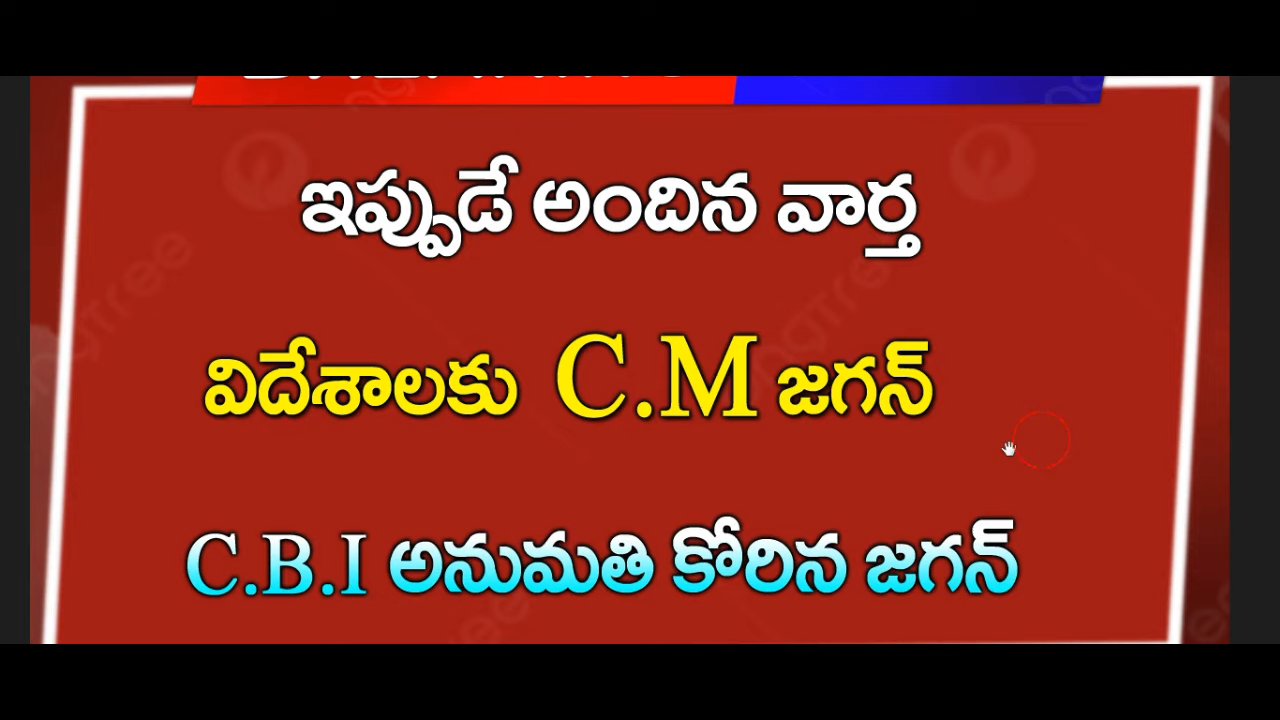 ఇప్పుడే అందిన వార్త
విదేశాలకు C.M జగన్
C.B.I అనుమతి కోరిన జగన్